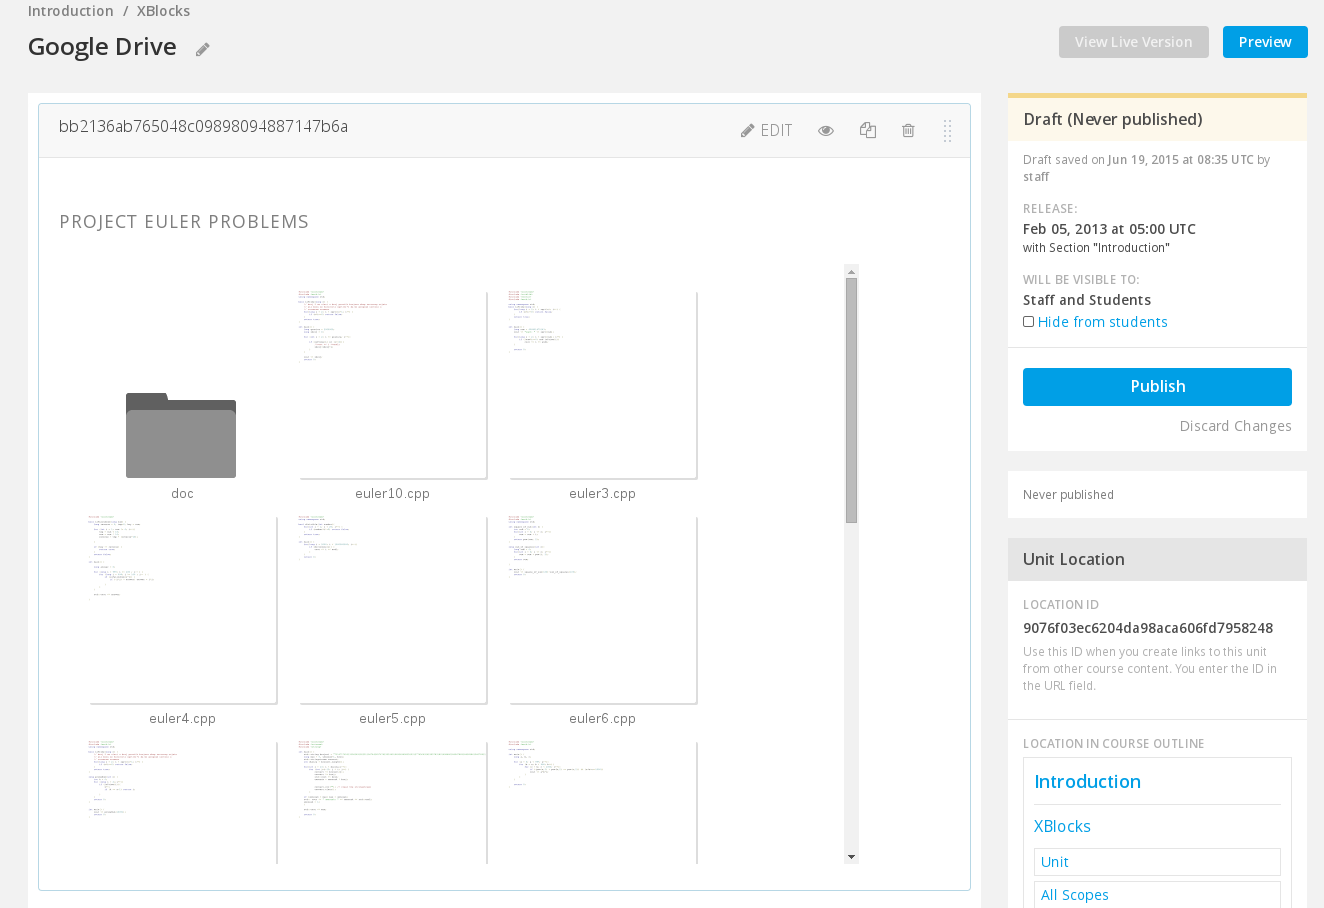 Introduction / XBlocks
Google Drive
View Live Version
Preview
bb2136ab765048c09898094887147b6a
EDIT
PROJECT EULER PROBLEMS
doc
euler10.cpp
euler3.cpp
euler4.cpp
euler5.cpp
euler6.cpp
Draft (Never published)
Draft saved on Jun 19, 2015 at 08:35 UTC by
staff
RELEASE:
Feb 05, 2013 at 05:00 UTC
with Section "Introduction"
WILL BE VISIBLE TO:
Staff and Students
Hide from students
Publish
Discard Changes
Never published
Unit Location
LOCATION ID
9076f03ec6204da98aca606fd7958248
Use this ID when you create links to this unit
from other course content. You enter the ID in
the URL field.
LOCATION IN COURSE OUTLINE
Introduction
XBlocks
Unit
All Scopes